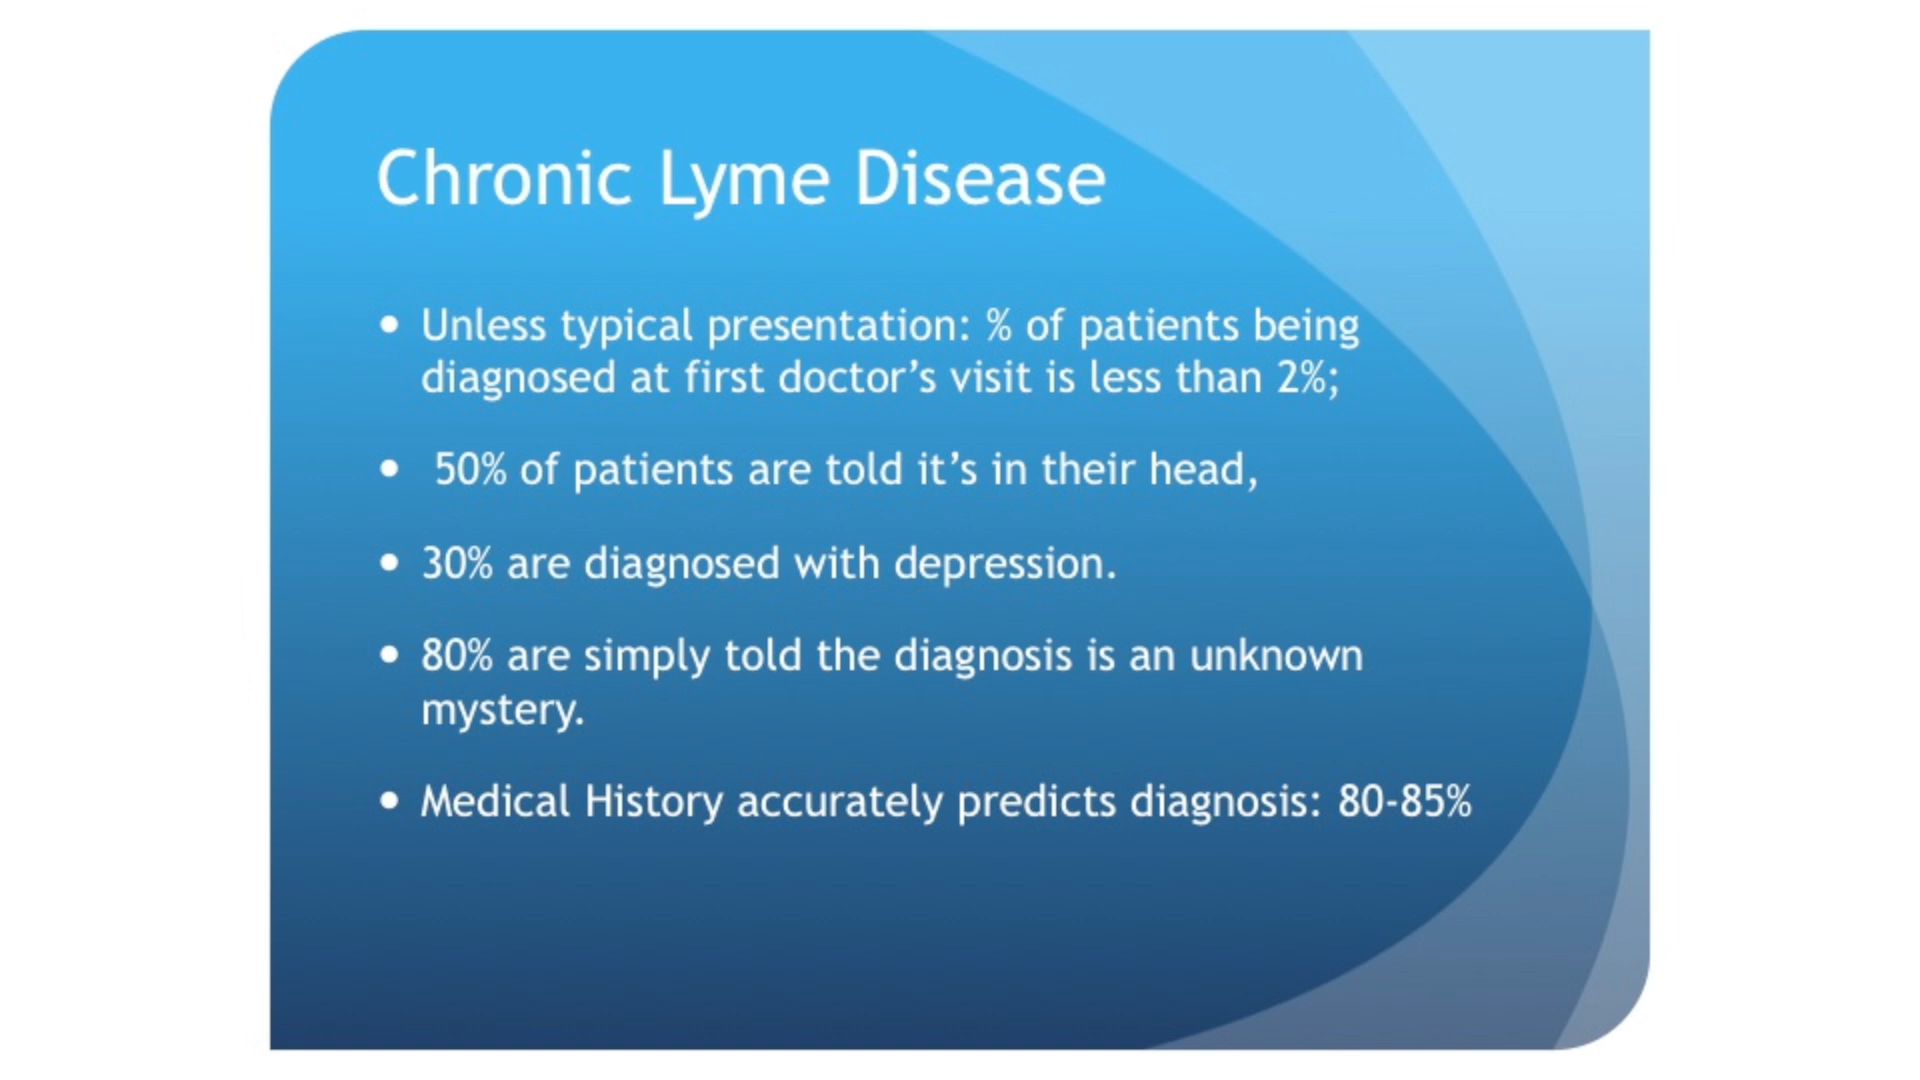 Chronic Lyme Disease
• Unless typical presentation: % of patients being
diagnosed at first doctor’s visit is less than 2%;
• 50% of patients are told it’s in their head,
• 30% are diagnosed with depression.
• 80% are simply told the diagnosis is an unknown
mystery.
• Medical History accurately predicts diagnosis: 80-85%